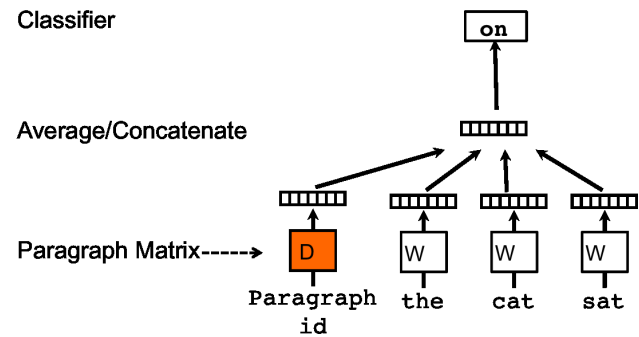 Classifier
on
Average/Concatenate
Paragraph Matrix
D
W
W
W
Paragraph
id
the
cat
sat